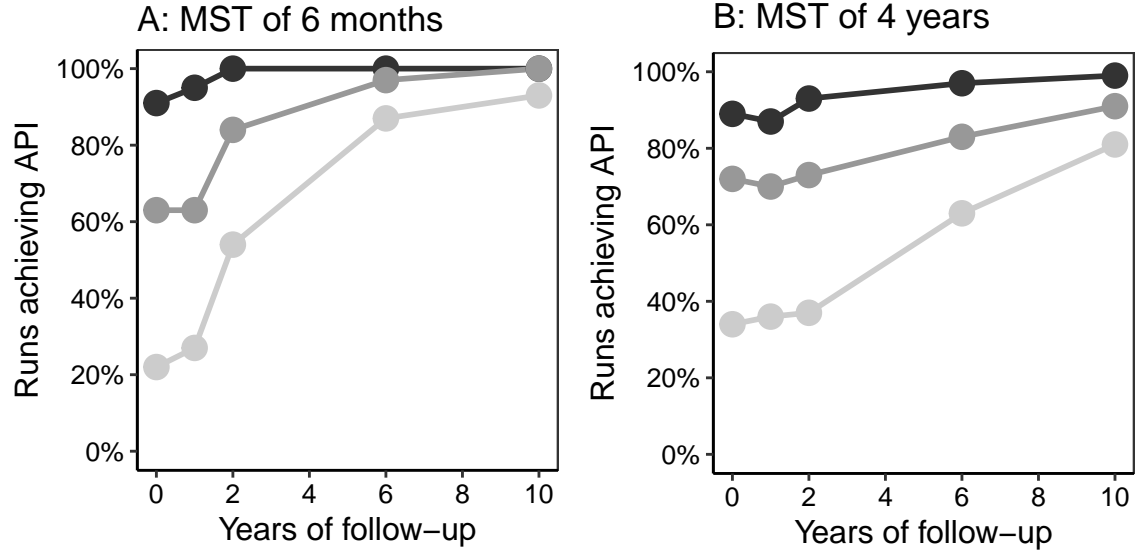 A: MST of 6 months
100%
80%
60%
40%
20%
0%
Runs achieving API
0 2 4 6 8 10
Years of follow−up
B: MST of 4 years
100%
80%
60%
40%
20%
0%
Runs achieving API
0 2 4 6 8 10
Years of follow−up